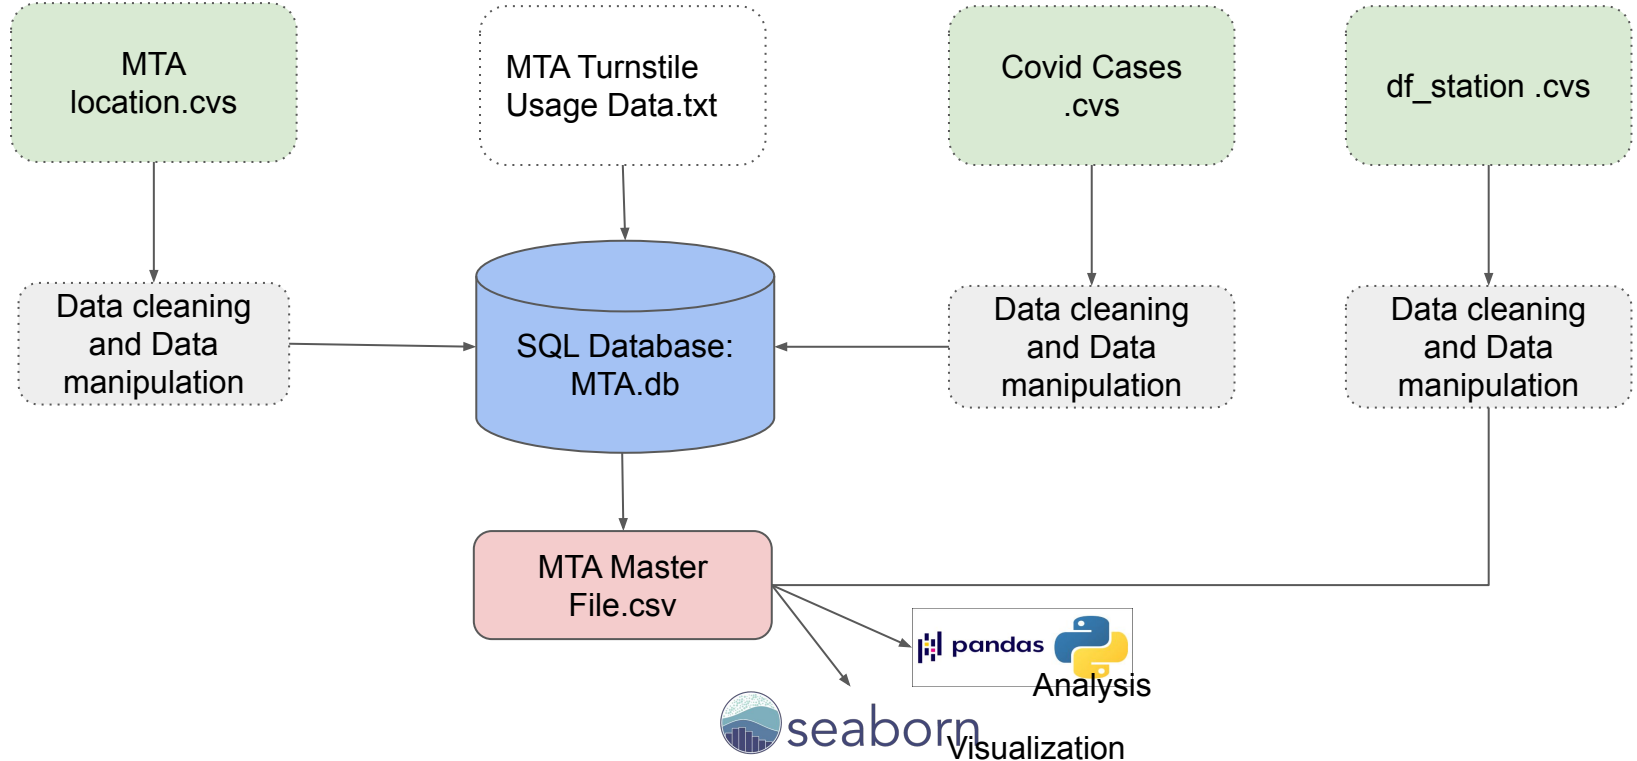 MTA
location.cvs
MTA Turnstile
Usage Data.txt
Covid Cases
.cvs
df_station .cvs
Data cleaning
and Data
manipulation
SQL Database:
MTA.db
Data cleaning
and Data
manipulation
Data cleaning
and Data
manipulation
MTA Master
File.csv
pandas
Analysis
seaborn
Visualization